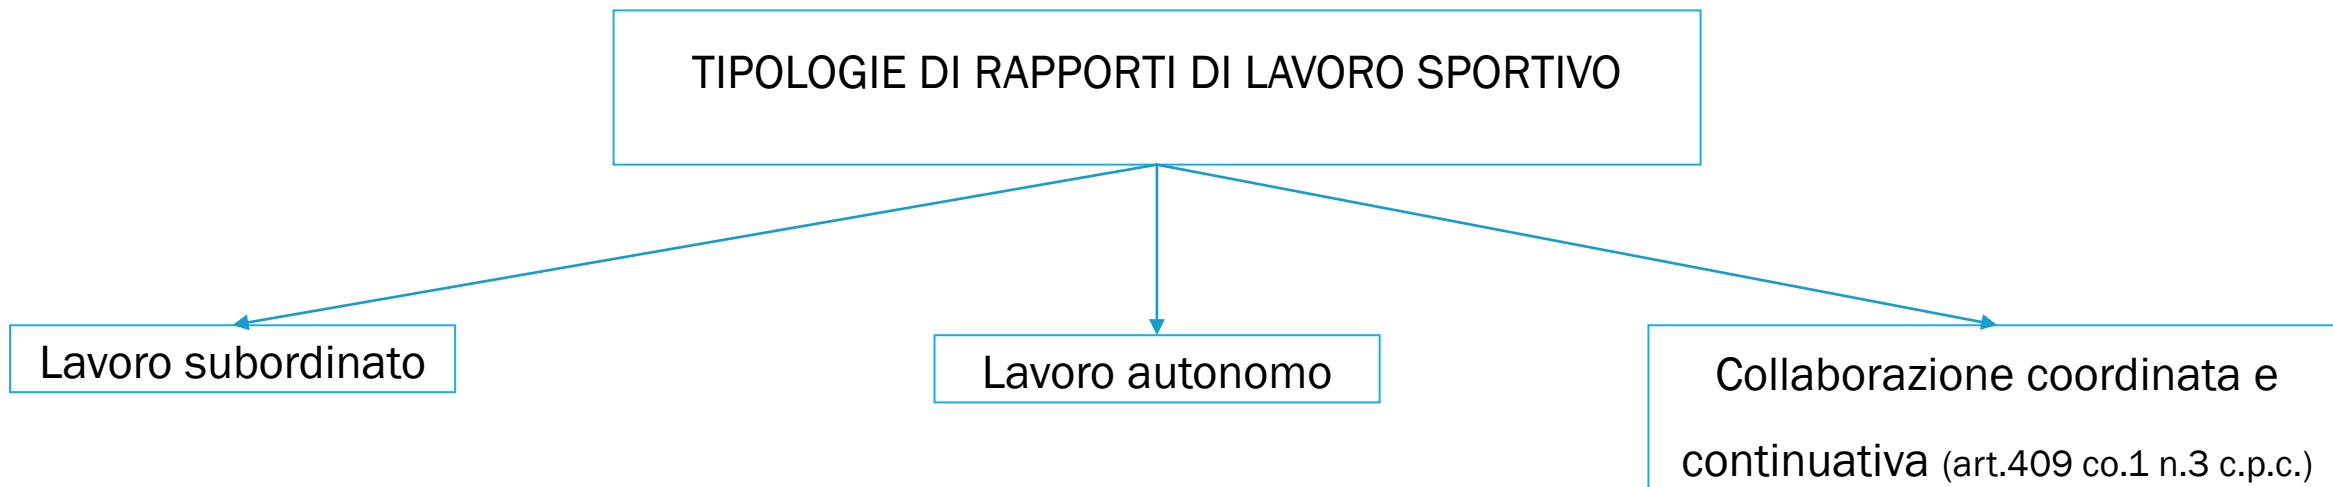 TIPOLOGIE DI RAPPORTI DI LAVORO SPORTIVO
Lavoro subordinato
Lavoro autonomo
Collaborazione coordinata e
continuativa (art.409 co.1 n.3 c.p.c.)